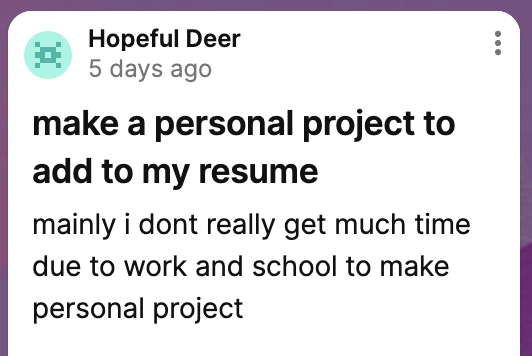 Hopeful Deer
5 days ago
make a personal project to
add to my resume
mainly i dont really get much time
due to work and school to make
personal project